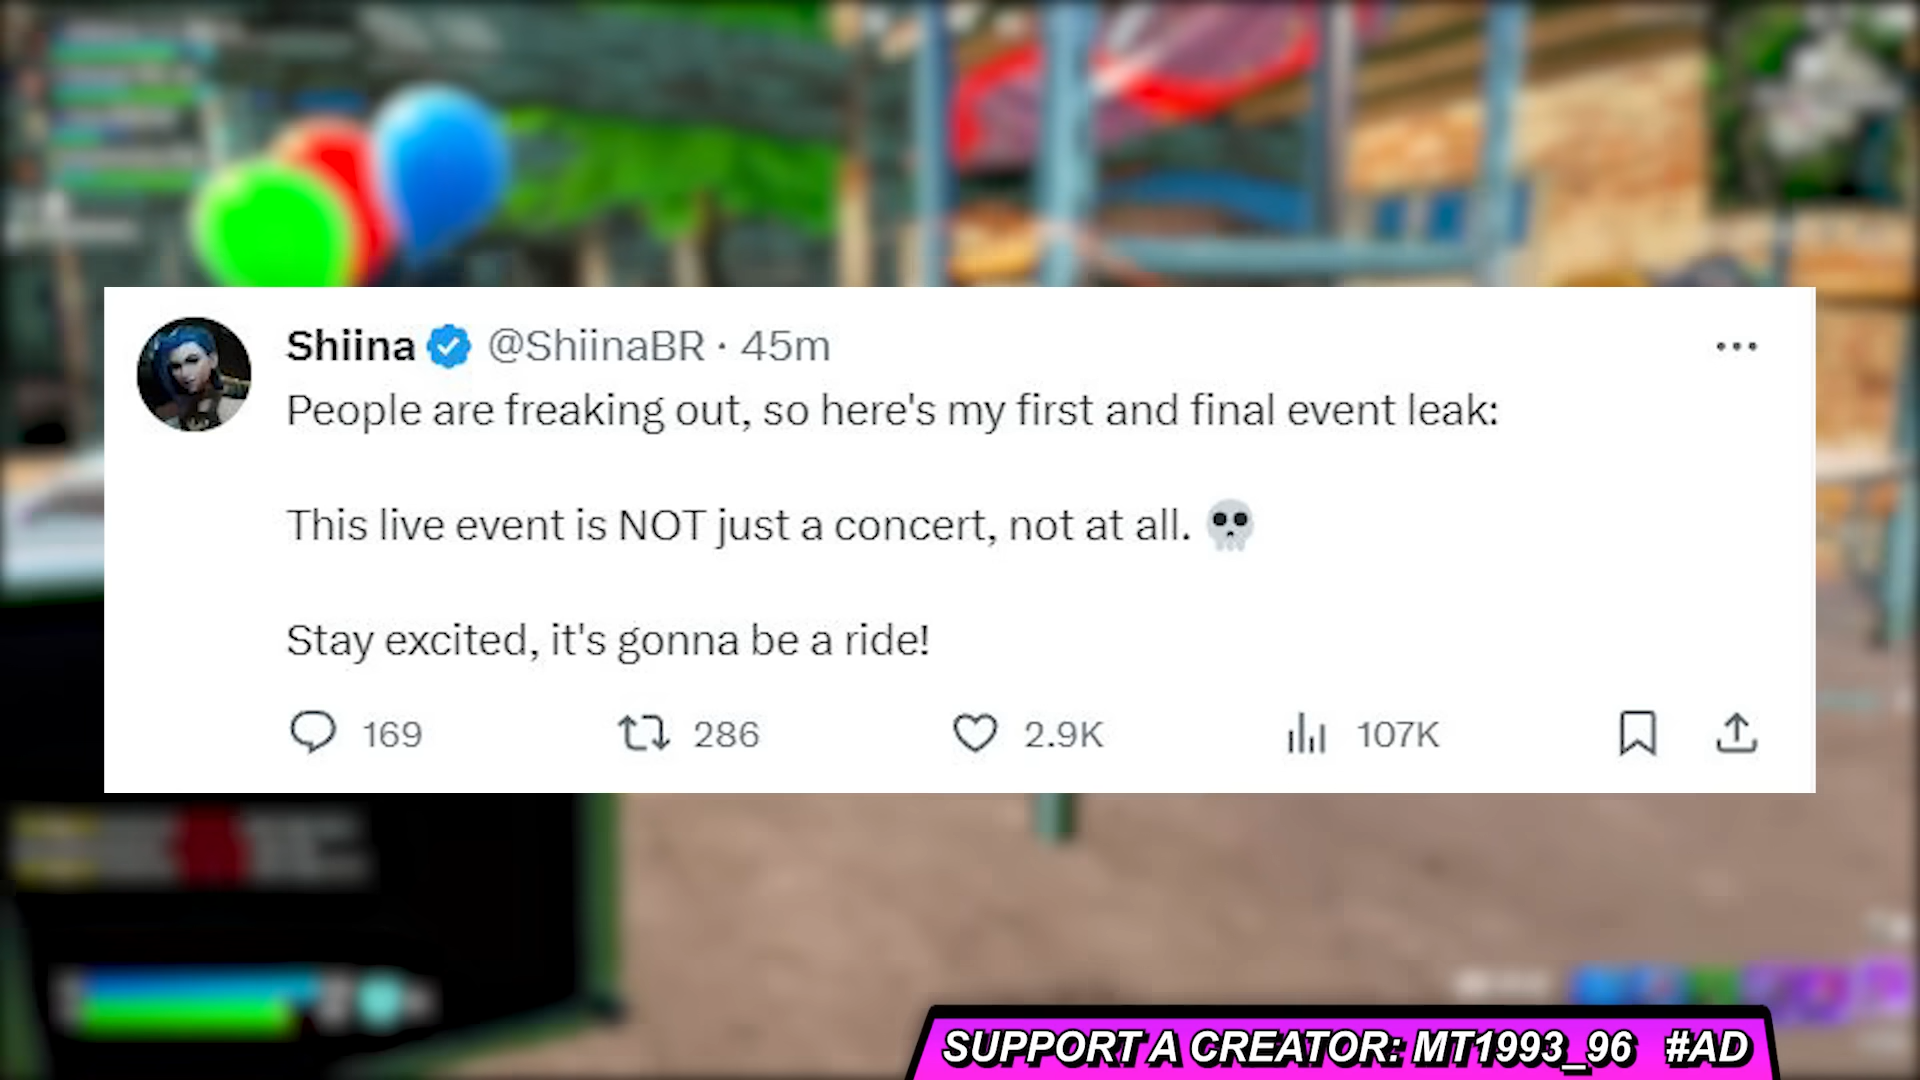 Shiina @ShiinaBR · 45m
People are freaking out, so here's my first and final event leak:
This live event is NOT just a concert, not at all. 💀
Stay excited, it's gonna be a ride!
169 286 2.9K 107K
SUPPORT A CREATOR: MT1993_96 #AD